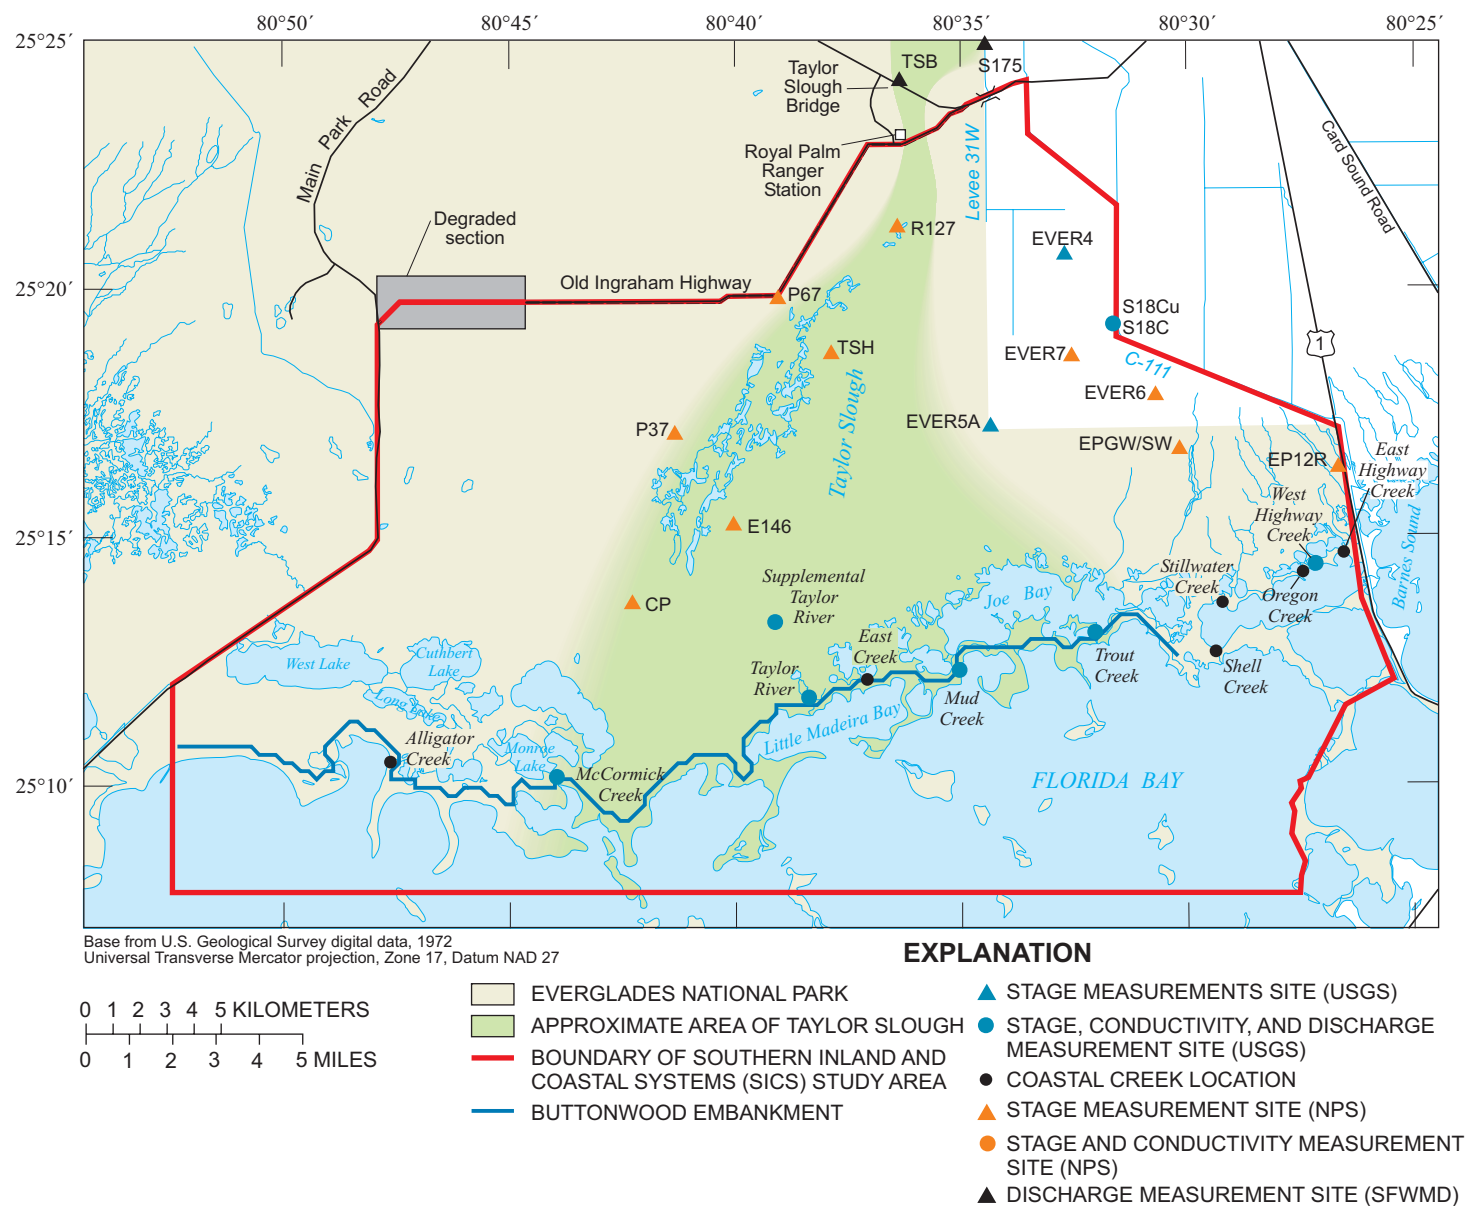 80°50′ 80°45′ 80°40′ 80°35′ 80°30′ 80°25′
25°25′
25°20′
25°15′
25°10′
Main Park Road
Taylor
Slough
Bridge
TSB
S175
Royal Palm
Ranger
Station
Levee 31W
Card Sound Road
Degraded
section
R127
EVER4
Old Ingraham Highway
P67
S18Cu
S18C
1
TSH
EVER7
C-111
EVER6
Taylor Slough
P37
EVER5A
EPGW/SW
EP12R
East
Highway
Creek
West
Highway
Creek
E146
Barnes Sound
Supplemental
Taylor
River
CP
Stillwater
Creek
Oregon
Creek
Joe Bay
East
Creek
West Lake
Cuthbert
Lake
Taylor
River
Trout
Creek
Shell
Creek
Long Lake
Mud
Creek
Little Madeira Bay
Alligator
Creek
Monroe
Lake
McCormick
Creek
FLORIDA BAY
Base from U.S. Geological Survey digital data, 1972
Universal Transverse Mercator projection, Zone 17, Datum NAD 27
0 1 2 3 4 5 KILOMETERS
0 1 2 3 4 5 MILES
EXPLANATION
EVERGLADES NATIONAL PARK
APPROXIMATE AREA OF TAYLOR SLOUGH
BOUNDARY OF SOUTHERN INLAND AND
COASTAL SYSTEMS (SICS) STUDY AREA
BUTTONWOOD EMBANKMENT
STAGE MEASUREMENTS SITE (USGS)
STAGE, CONDUCTIVITY, AND DISCHARGE
MEASUREMENT SITE (USGS)
COASTAL CREEK LOCATION
STAGE MEASUREMENT SITE (NPS)
STAGE AND CONDUCTIVITY MEASUREMENT
SITE (NPS)
DISCHARGE MEASUREMENT SITE (SFWMD)